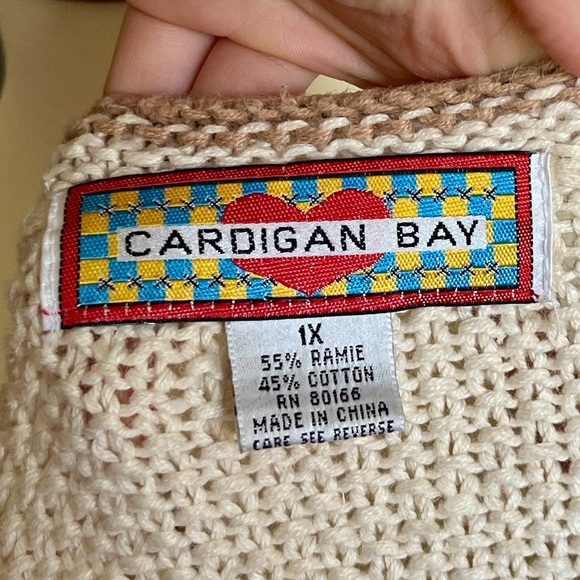 CARDIGAN BAY
1X
55% RAMIE
45% COTTON
RN 80166
MADE IN CHINA
CARE SEE REVERSE